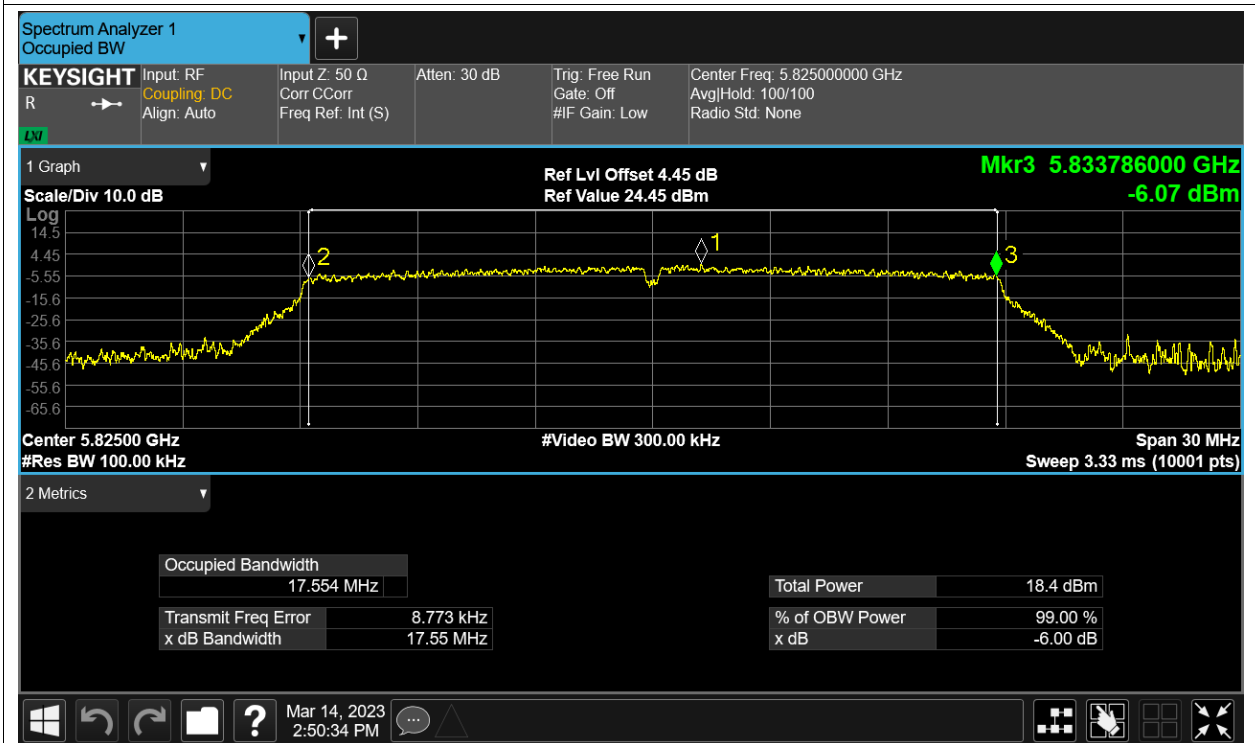 Spectrum Analyzer 1
Occupied BW
KEYSIGHT
R
LXI
Input: RF
Coupling: DC
Align: Auto
Input Z: 50 Ω
Corr CCorr
Freq Ref: Int (S)
Atten: 30 dB
Trig: Free Run
Gate: Off
#IF Gain: Low
Center Freq: 5.825000000 GHz
Avg|Hold: 100/100
Radio Std: None
1 Graph
Scale/Div 10.0 dB
Ref Lvl Offset 4.45 dB
Ref Value 24.45 dBm
Mkr3 5.833786000 GHz
-6.07 dBm
Log
14.5
4.45
-5.55
-15.6
-25.6
-35.6
-45.6
-55.6
-65.6
2
1
3
Center 5.82500 GHz
#Video BW 300.00 kHz
Span 30 MHz
#Res BW 100.00 kHz
Sweep 3.33 ms (10001 pts)
2 Metrics
Occupied Bandwidth
17.554 MHz
Total Power 18.4 dBm
Transmit Freq Error 8.773 kHz
% of OBW Power 99.00 %
x dB Bandwidth 17.55 MHz
x dB -6.00 dB
?
Mar 14, 2023
2:50:34 PM